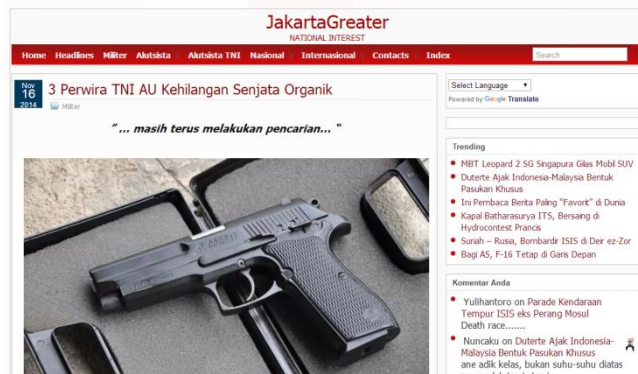 JakartaGreater
NATIONAL INTEREST
Home Headlines Militer Alutsista Alutsista TNI Nasional Internasional Contacts Index
Search
Nov
16
2014
3 Perwira TNI AU Kehilangan Senjata Organik
Militer
"... masih terus melakukan pencarian... "
Select Language
Powered by Google Translate
Trending
MBT Leopard 2 SG Singapura Gilas Mobil SUV
Duterte Ajak Indonesia-Malaysia Bentuk
Pasukan Khusus
Ini Pembaca Berita Paling "Favorit" di Dunia
Kapal Batharasurya ITS, Bersaing di
Hydrocontest Prancis
Suriah – Rusia, Bombardir ISIS di Deir ez-Zor
Bagi AS, F-16 Tetap di Garis Depan
Komentar Anda
Yulihantoro on Parade Kendaraan
Tempur ISIS eks Perang Mosul
Death race.......
Nuncaku on Duterte Ajak Indonesia-
Malaysia Bentuk Pasukan Khusus
ane adik kelas, bukan suhu-suhu diatas